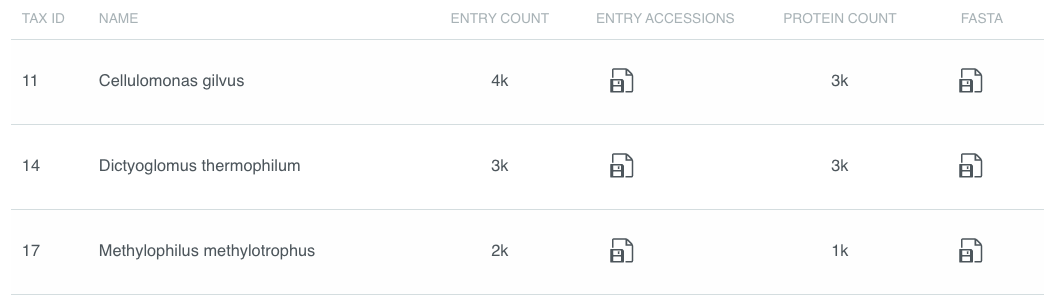 TAX ID NAME ENTRY COUNT ENTRY ACCESSIONS PROTEIN COUNT FASTA
11 Cellulomonas gilvus 4k 3k
14 Dictyoglomus thermophilum 3k 3k
17 Methylophilus methylotrophus 2k 1k